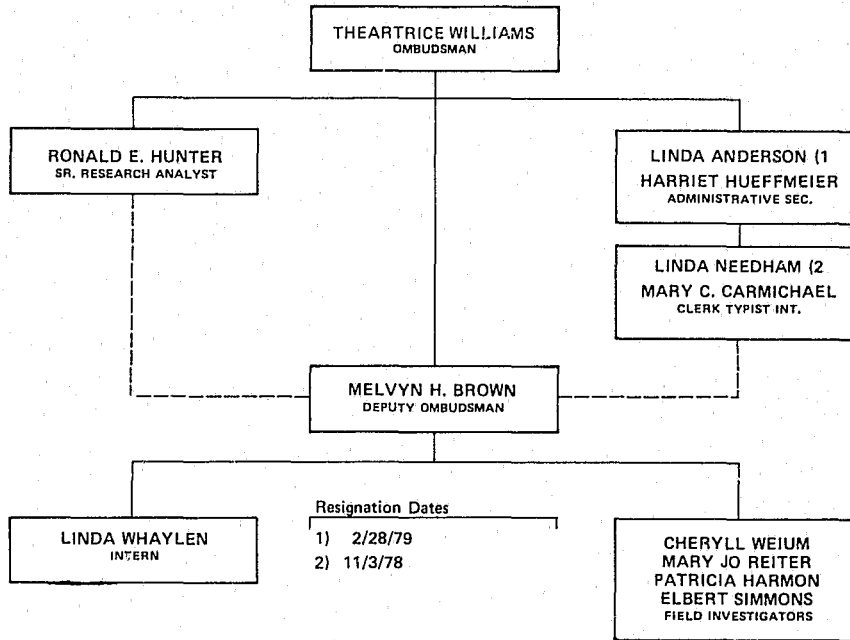 THEARTRICE WILLIAMS
OMBUDSMAN
RONALD E. HUNTER
SR. RESEARCH ANALYST
LINDA ANDERSON (1
HARRIET HUEFFMEIER
ADMINISTRATIVE SEC.
LINDA NEEDHAM (2
MARY C. CARMICHAEL
CLERK TYPIST INT.
MELVYN H. BROWN
DEPUTY OMBUDSMAN
LINDA WHAYLEN
INTERN
Resignation Dates
1) 2/28/79
2) 11/3/78
CHERYLL WEIUM
MARY JO REITER
PATRICIA HARMON
ELBERT SIMMONS
FIELD INVESTIGATORS